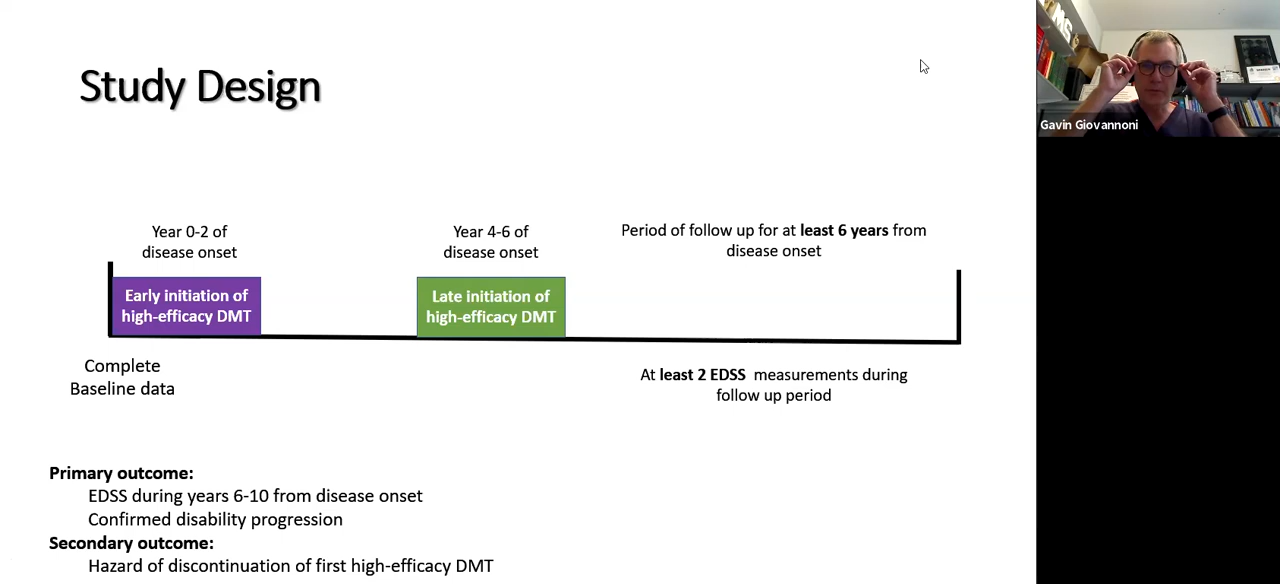 Study Design
Gavin Giovannoni
Year 0-2 of
disease onset
Year 4-6 of
disease onset
Period of follow up for at least 6 years from
disease onset
Early initiation of
high-efficacy DMT
Late initiation of
high-efficacy DMT
Complete
Baseline data
At least 2 EDSS measurements during
follow up period
Primary outcome:
EDSS during years 6-10 from disease onset
Confirmed disability progression
Secondary outcome:
Hazard of discontinuation of first high-efficacy DMT